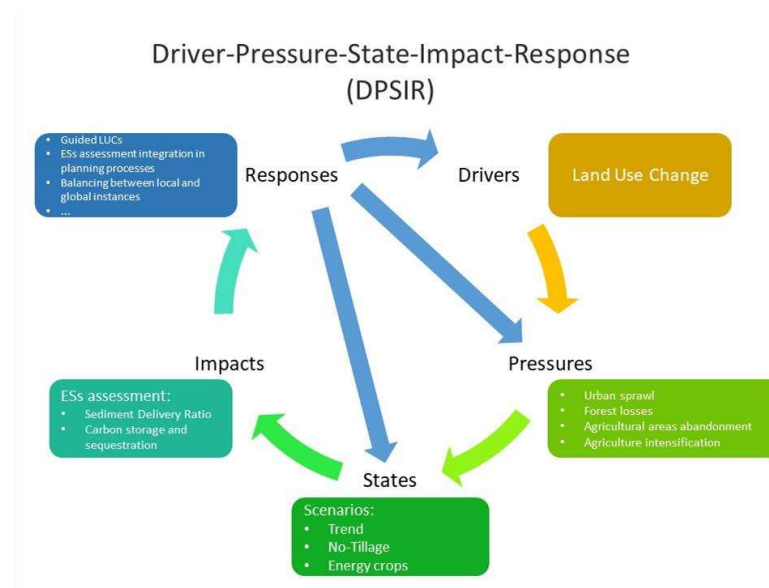 Driver-Pressure-State-Impact-Response
(DPSIR)
• Guided LUCs
• ESs assessment integration in
planning processes
• Balancing between local and
global instances
• ...
Responses
Drivers
Land Use Change
Impacts
Pressures
ESs assessment:
• Sediment Delivery Ratio
• Carbon storage and
sequestration
• Urban sprawl
• Forest losses
• Agricultural areas abandonment
• Agriculture intensification
States
Scenarios:
• Trend
• No-Tillage
• Energy crops